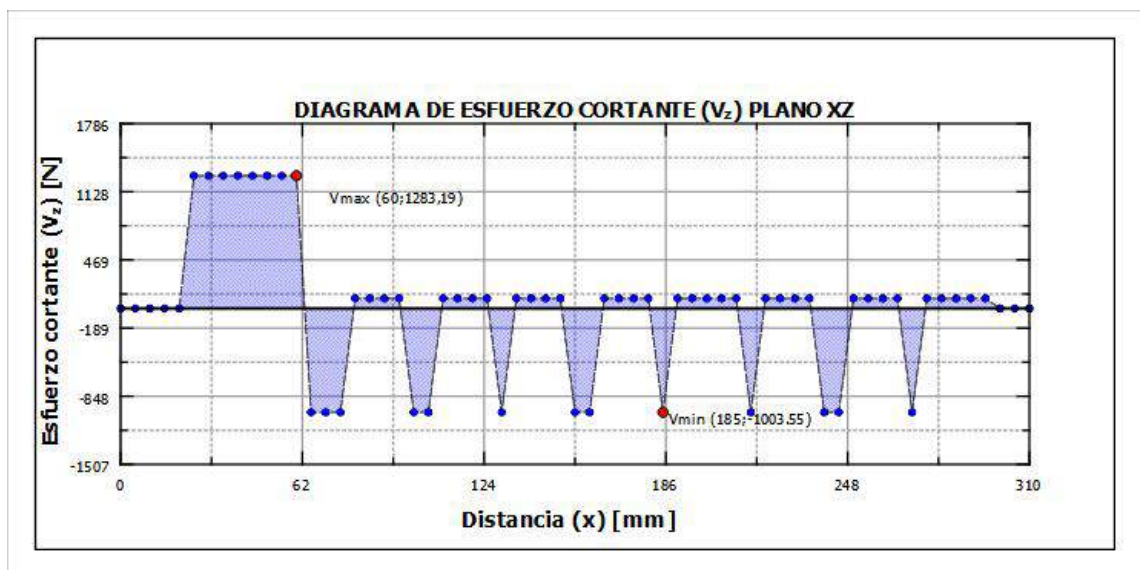 DIAGRAMA DE ESFUERZO CORTANTE (Vz) PLANO XZ
1786
1128
469
-189
-848
-1507
Esfuerzo cortante (Vz) [N]
Vmax (60;1283,19)
Vmin (185;-1003.55)
0 62 124 186 248 310
Distancia (x) [mm]